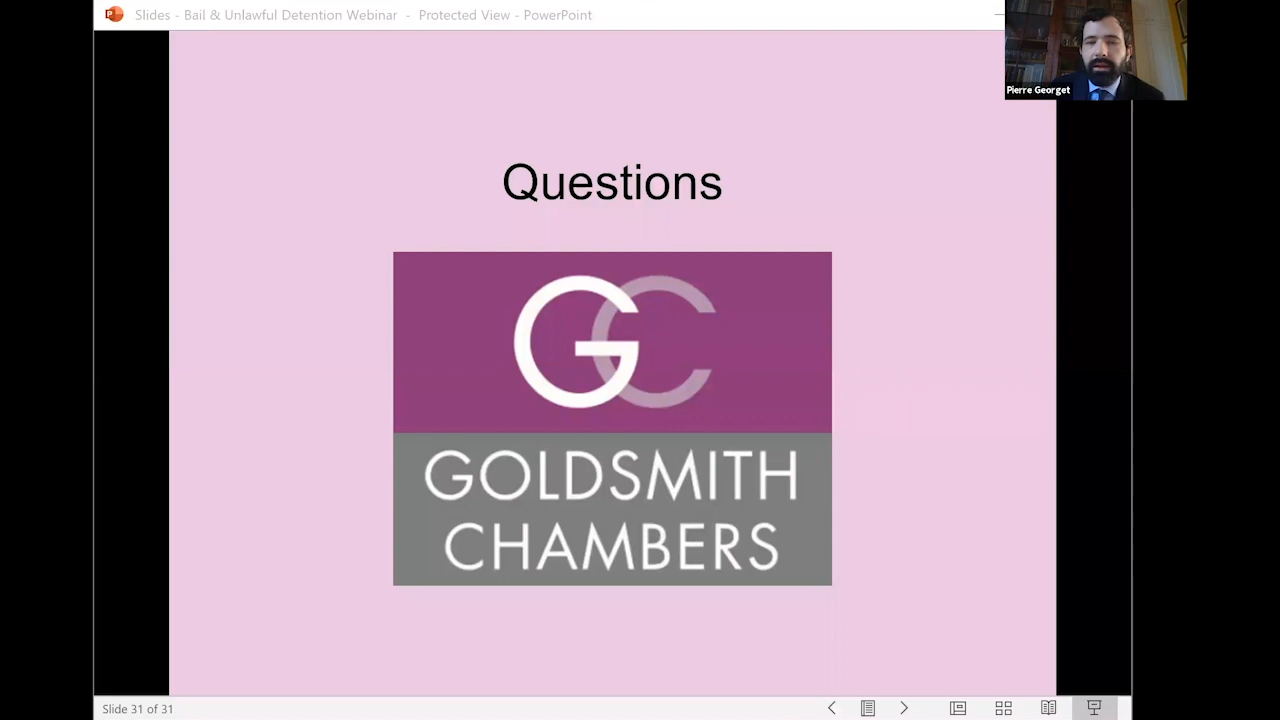 Slides - Bail & Unlawful Detention Webinar - Protected View - PowerPoint
Pierre Georget
Questions
GC
GOLDSMITH
CHAMBERS
Slide 31 of 31